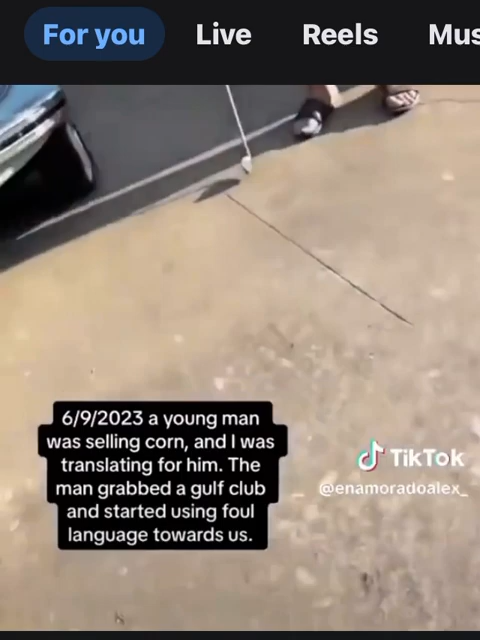 For you Live Reels Mus
6/9/2023 a young man
was selling corn, and I was
translating for him. The
man grabbed a gulf club
and started using foul
language towards us.
TikTok
@enamoradoalex_